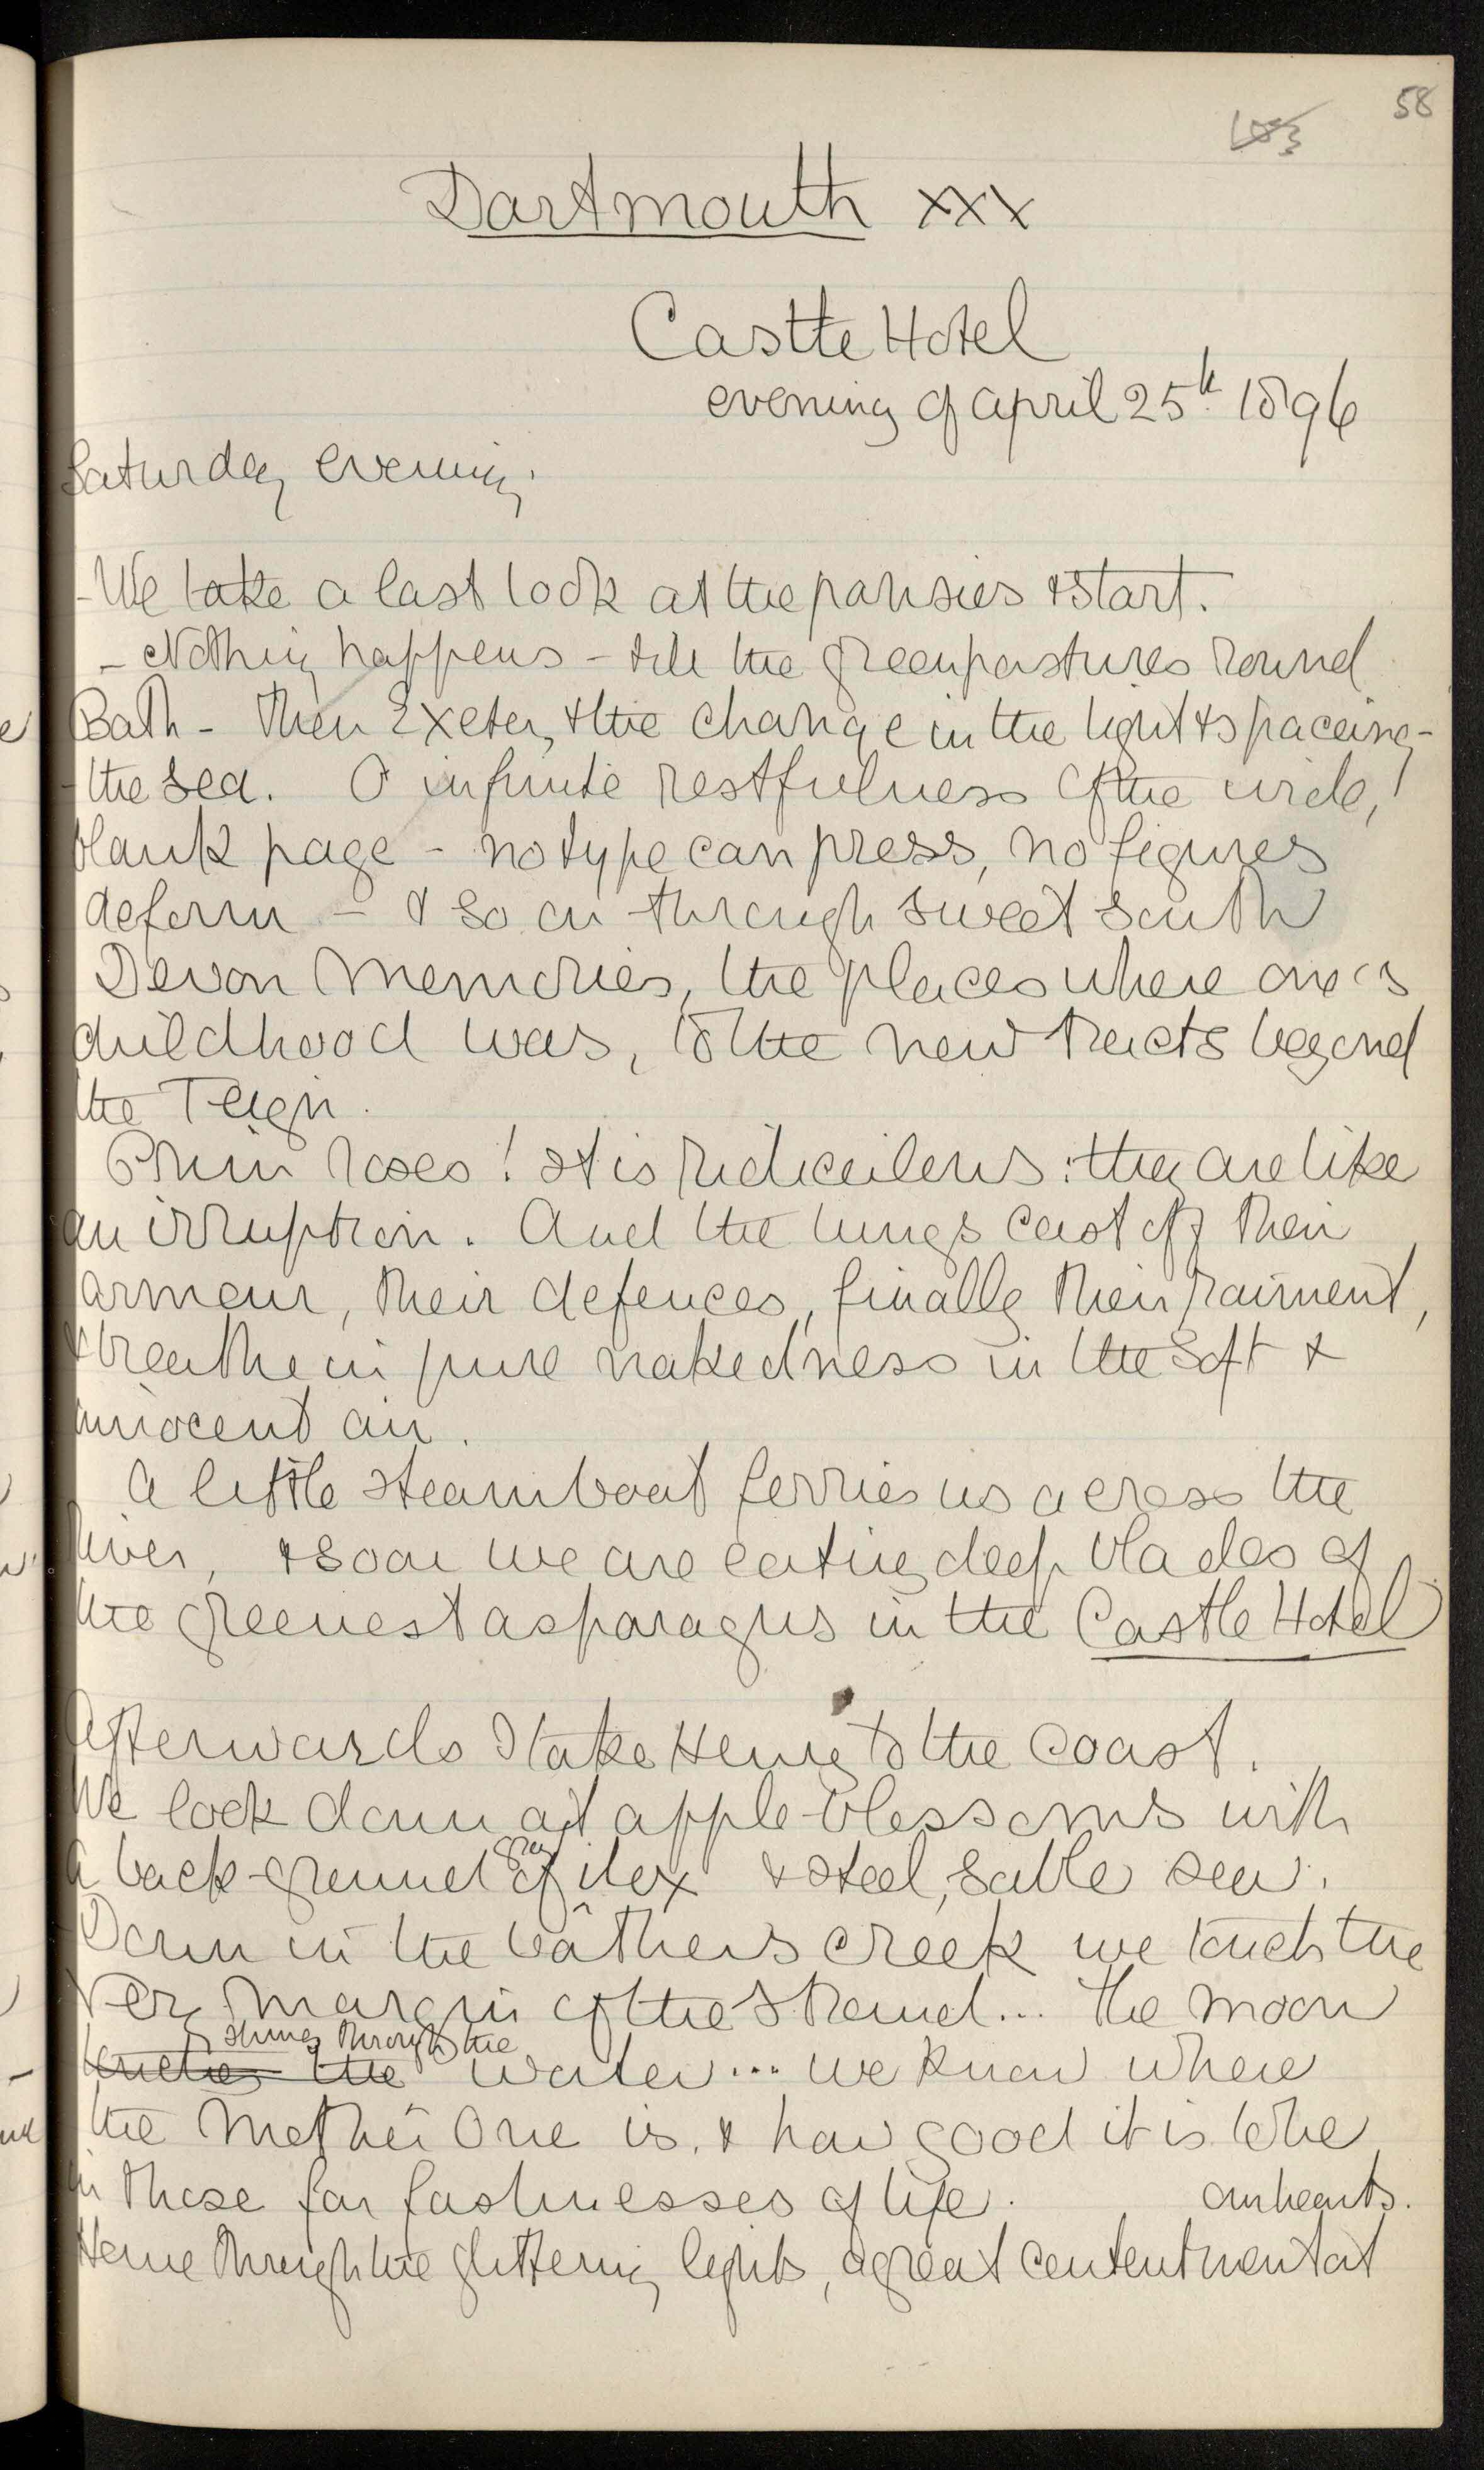 58
Dartmouth xxx
Castle Hotel
evening of April 25th. 1896
Saturday evening.
- We take a last look at the pansies & start.
- Nothing happens - till the green pastures round
Bath - Then Exeter, & the change in the light & spaceing -
- the sea. O infinite restfulness of the wide,!
blank page - no type can press, no figures
deform - & so on through sweet South
Devon Memories, the places where one's
childhood was, to the new tracts beyond
the Teign.
Primroses! It is ridiculous: they are like
an irruption. And the lungs cast off their
armour, their defences, finally their raiment,
& breathe in pure nakedness in the soft &
innocent air.
A little steamboat ferries us across the
river, & soon we are eating deep blades of
the greenest asparagus in the Castle Hotel
Afterwards I take Henry to the coast.
We look down at apple-blossoms with
a back-ground of grey ilex & steel, sable sea.
Down in the bathers creek we touch the
very margin of the strand... The moon
touches the shines through the water... we know where
the Mother One is, & how good it is to be
in these far fastnesses of life.
Home through the glittering lights, a great contentment at
our hearts.